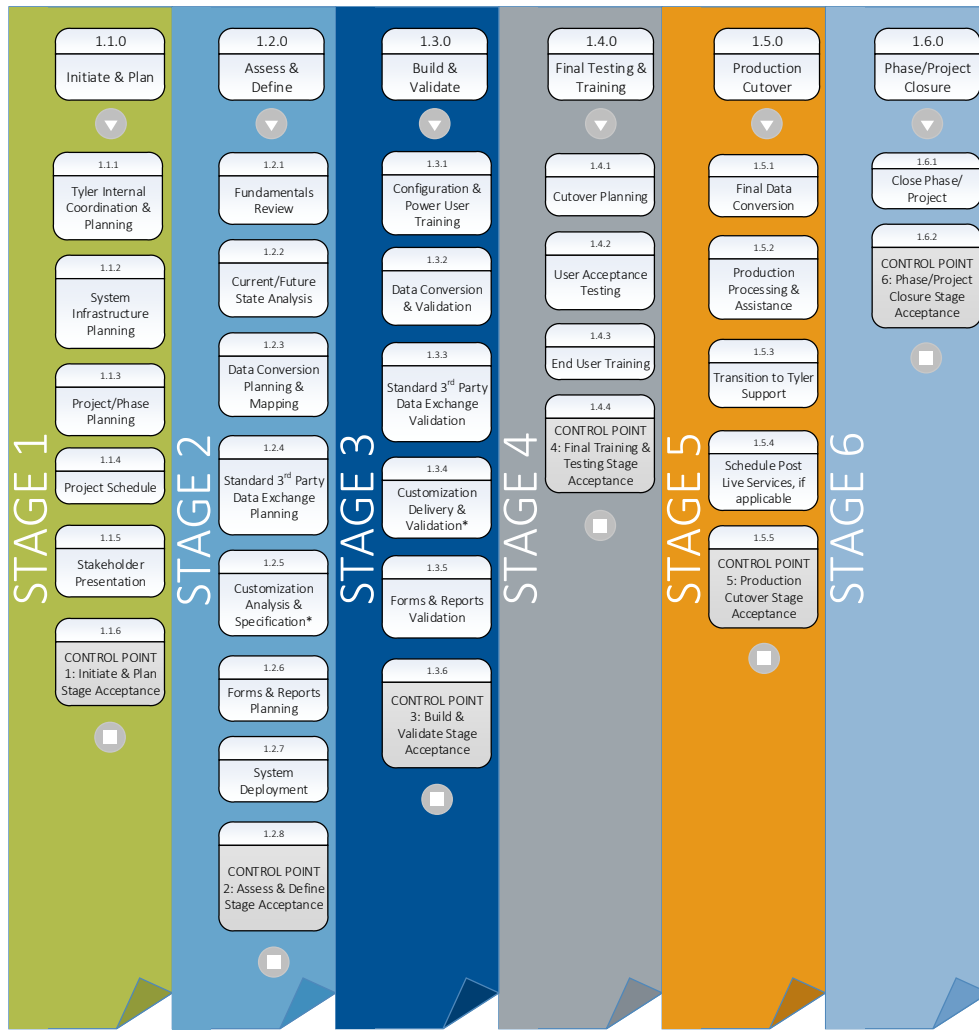 STAGE 1
1.1.0
Initiate & Plan
1.1.1
Tyler Internal
Coordination &
Planning
1.1.2
System
Infrastructure
Planning
1.1.3
Project/Phase
Planning
1.1.4
Project Schedule
1.1.5
Stakeholder
Presentation
1.1.6
CONTROL POINT
1: Initiate & Plan
Stage Acceptance
STAGE 2
1.2.0
Assess &
Define
1.2.1
Fundamentals
Review
1.2.2
Current/Future
State Analysis
1.2.3
Data Conversion
Planning &
Mapping
1.2.4
Standard 3rd Party
Data Exchange
Planning
1.2.5
Customization
Analysis &
Specification*
1.2.6
Forms & Reports
Planning
1.2.7
System
Deployment
1.2.8
CONTROL POINT
2: Assess & Define
Stage Acceptance
STAGE 3
1.3.0
Build &
Validate
1.3.1
Configuration &
Power User
Training
1.3.2
Data Conversion
& Validation
1.3.3
Standard 3rd Party
Data Exchange
Validation
1.3.4
Customization
Delivery &
Validation*
1.3.5
Forms & Reports
Validation
1.3.6
CONTROL POINT
3: Build &
Validate Stage
Acceptance
STAGE 4
1.4.0
Final Testing &
Training
1.4.1
Cutover Planning
1.4.2
User Acceptance
Testing
1.4.3
End User Training
1.4.4
CONTROL POINT
4: Final Training &
Testing Stage
Acceptance
STAGE 5
1.5.0
Production
Cutover
1.5.1
Final Data
Conversion
1.5.2
Production
Processing &
Assistance
1.5.3
Transition to Tyler
Support
1.5.4
Schedule Post
Live Services, if
applicable
1.5.5
CONTROL POINT
5: Production
Cutover Stage
Acceptance
STAGE 6
1.6.0
Phase/Project
Closure
1.6.1
Close Phase/
Project
1.6.2
CONTROL POINT
6: Phase/Project
Closure Stage
Acceptance